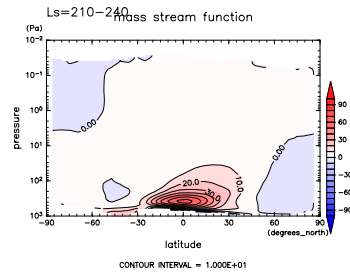 Ls=210-240
mass stream function
(Pa)
10⁻²
10⁻¹
10⁰
10¹
10²
10³
pressure
0.00
0.00
20.0
10.0
30.0
-90 -60 -30 0 30 60 90
(degrees_north)
latitude
90
60
30
0
-30
-60
-90
CONTOUR INTERVAL = 1.000E+01